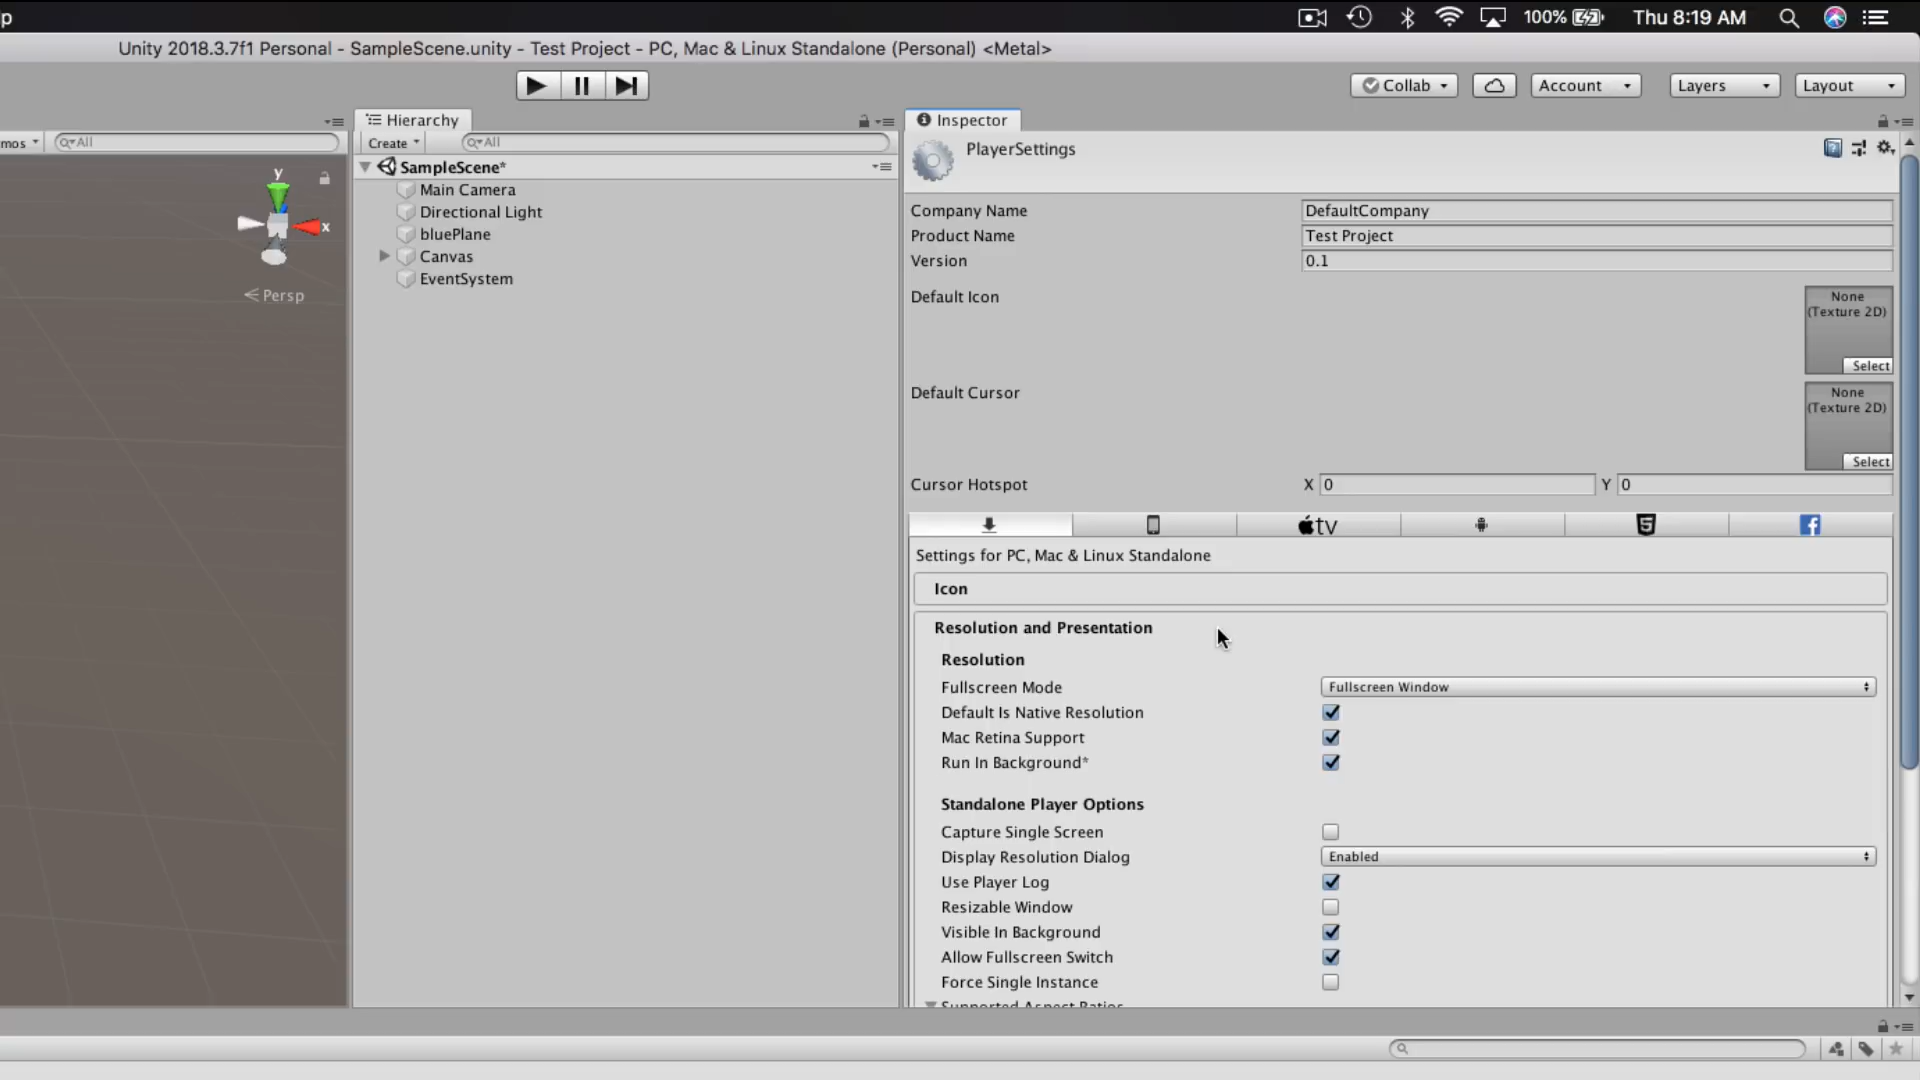 p
100%
Thu 8:19 AM
Unity 2018.3.7f1 Personal - SampleScene.unity - Test Project - PC, Mac & Linux Standalone (Personal) <Metal>
Collab
Account
Layers
Layout
Hierarchy
Inspector
mos
All
Create
All
PlayerSettings
SampleScene*
Main Camera
Directional Light
bluePlane
Canvas
EventSystem
y
x
Persp
Company Name
DefaultCompany
Product Name
Test Project
Version
0.1
Default Icon
None
(Texture 2D)
Select
Default Cursor
None
(Texture 2D)
Select
Cursor Hotspot
X 0
Y 0
tv
5
f
Settings for PC, Mac & Linux Standalone
Icon
Resolution and Presentation
Resolution
Fullscreen Mode
Fullscreen Window
Default Is Native Resolution
Mac Retina Support
Run In Background*
Standalone Player Options
Capture Single Screen
Display Resolution Dialog
Enabled
Use Player Log
Resizable Window
Visible In Background
Allow Fullscreen Switch
Force Single Instance
Supported Aspect Ratios